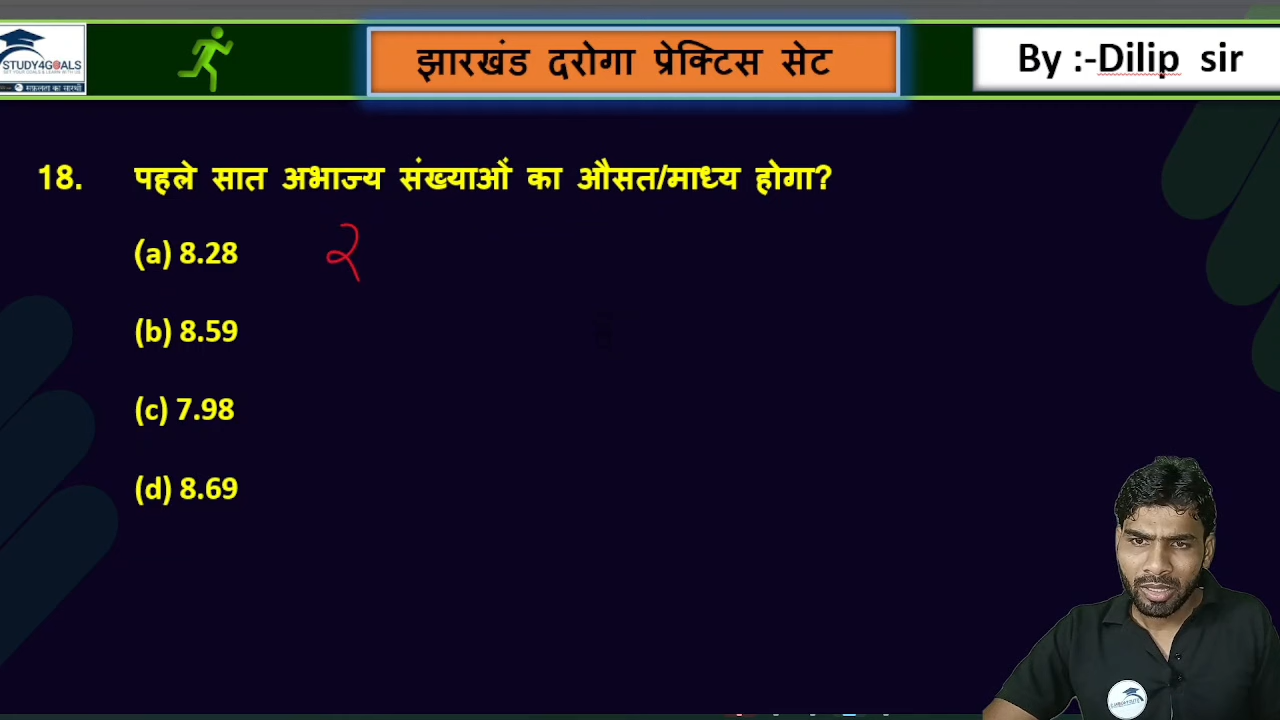 STUDY4GOALS
झारखंड दरोगा प्रेक्टिस सेट
By :-Dilip sir
18. पहले सात अभाज्य संख्याओं का औसत/माध्य होगा?
(a) 8.28
२
(b) 8.59
(c) 7.98
(d) 8.69